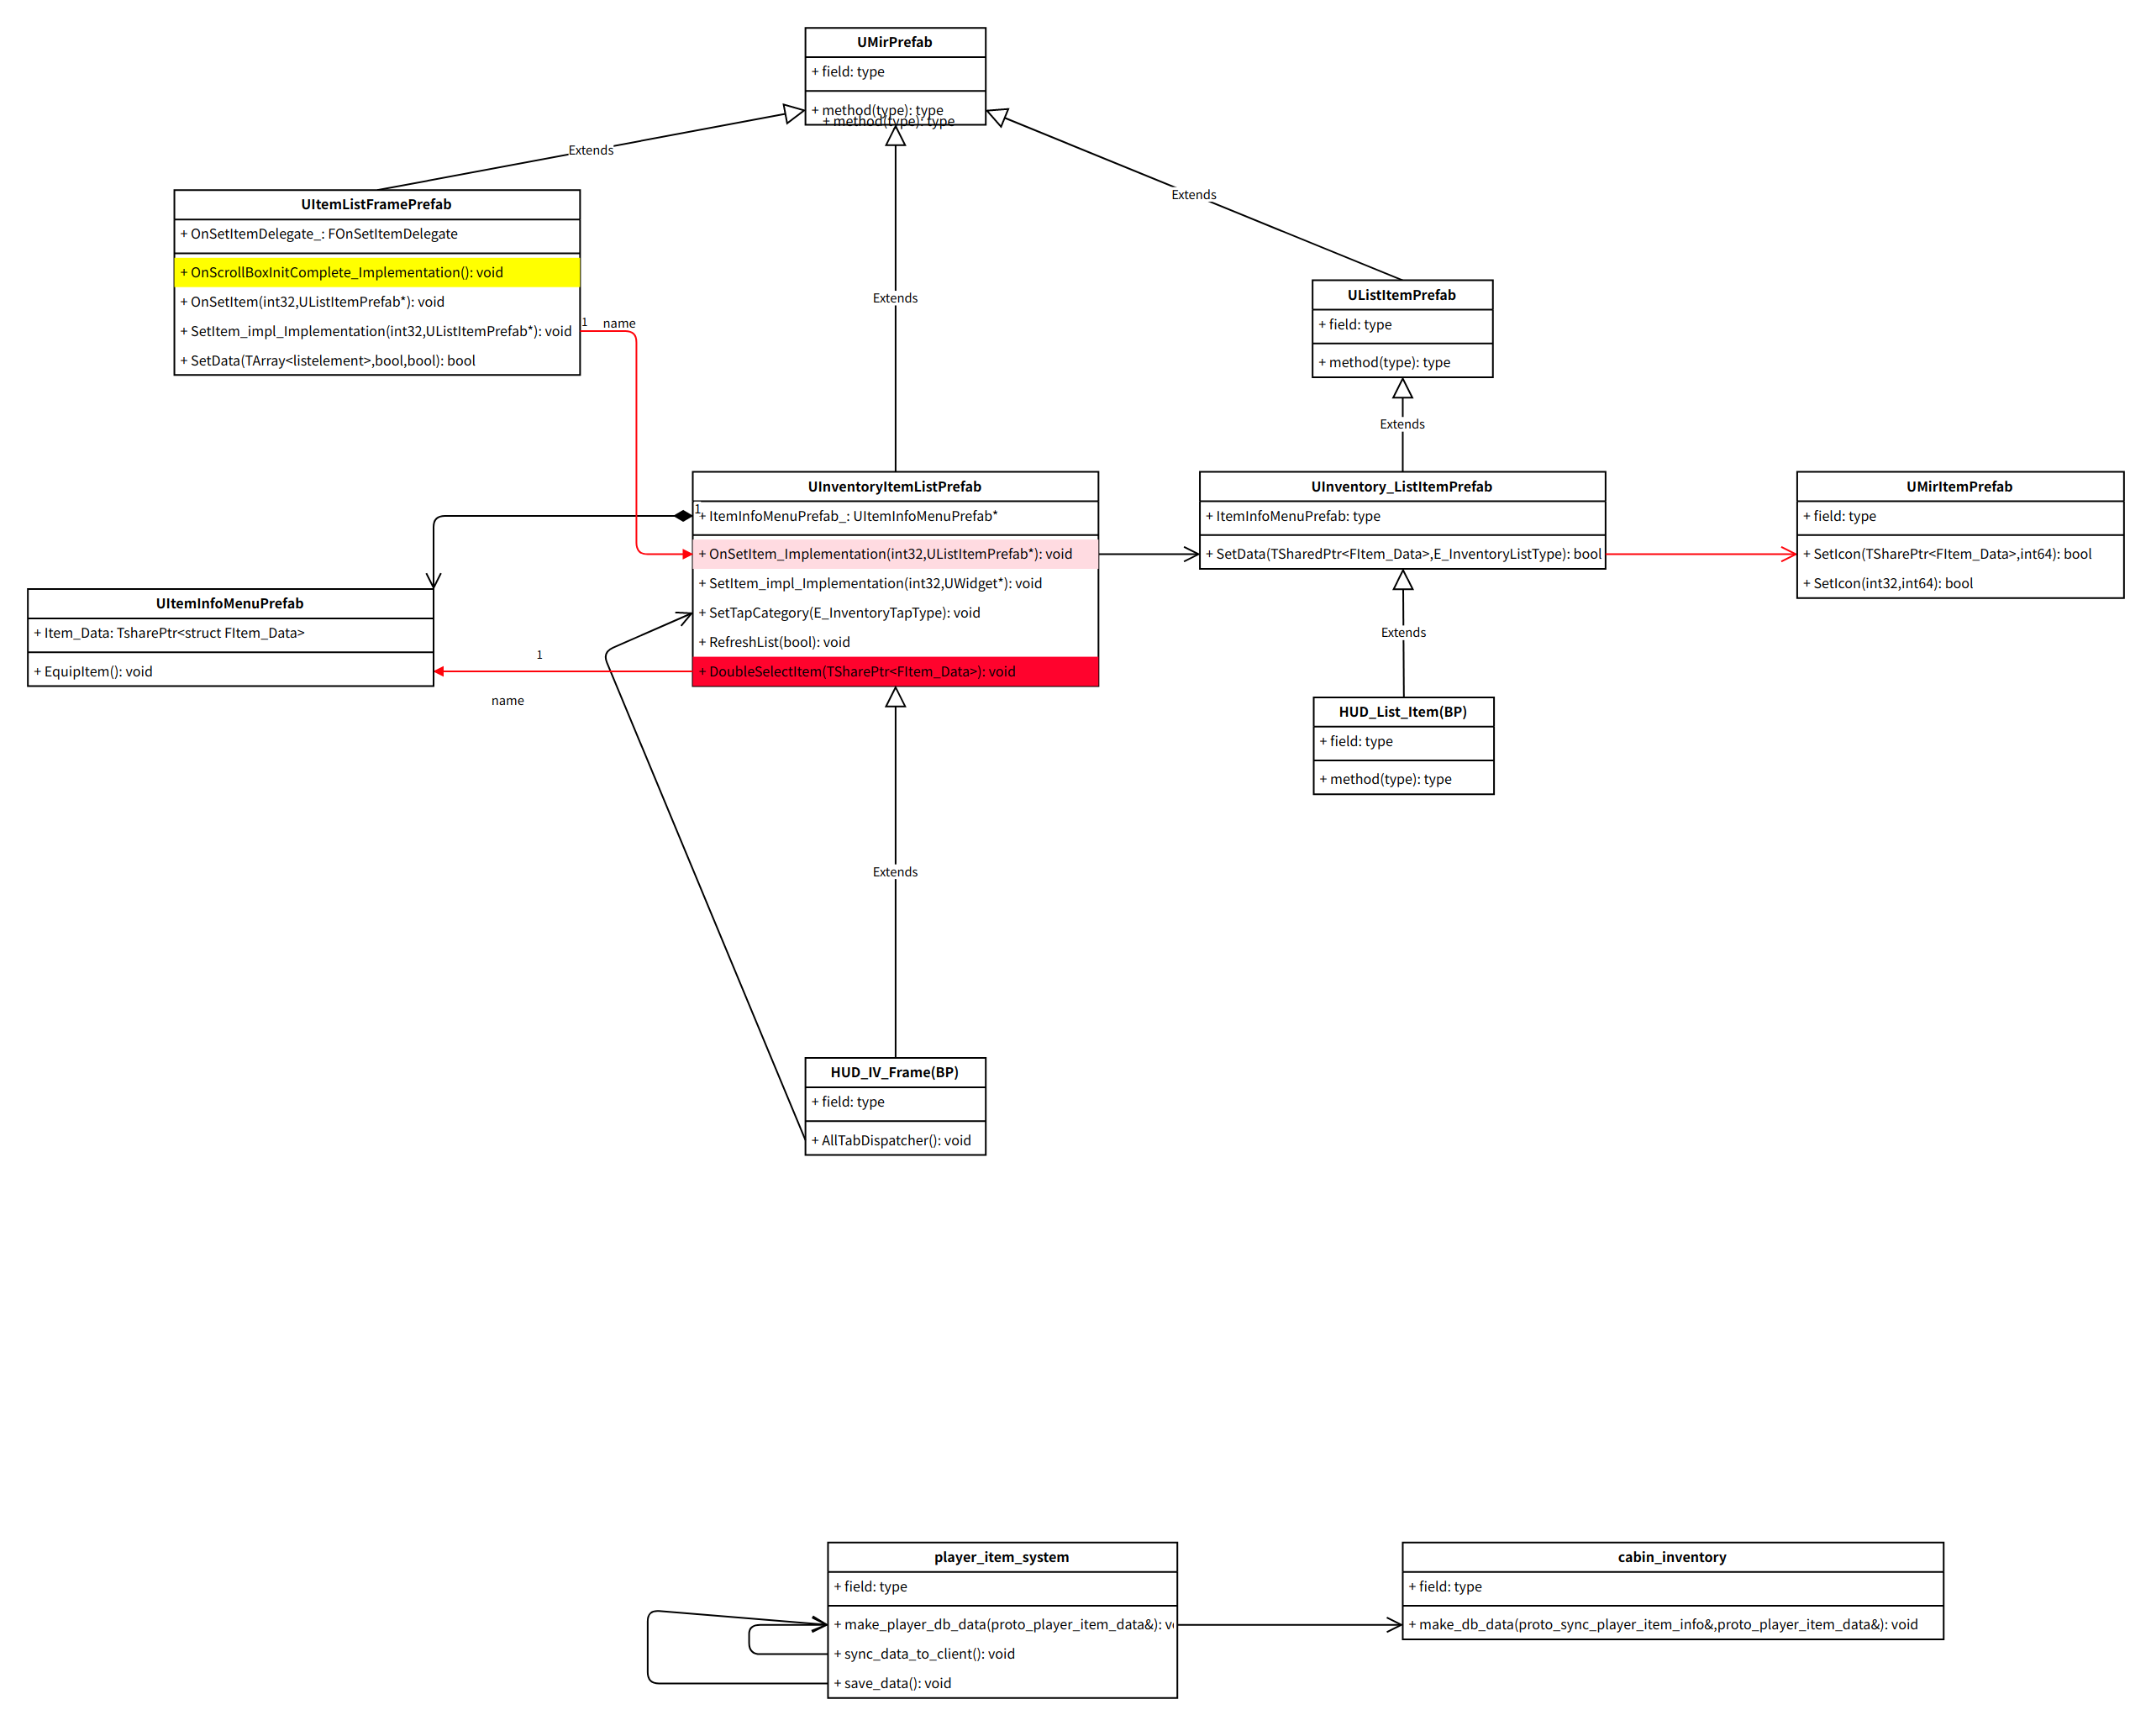 UMirPrefab
+ field: type
+ method(type): type
+ method(type): type
Extends
Extends
Extends
UItemListFramePrefab
+ OnSetItemDelegate_: FOnSetItemDelegate
+ OnScrollBoxInitComplete_Implementation(): void
+ OnSetItem(int32,UListItemPrefab*): void
+ SetItem_impl_Implementation(int32,UListItemPrefab*): void
+ SetData(TArray<listelement>,bool,bool): bool
1
name
UListItemPrefab
+ field: type
+ method(type): type
Extends
UInventoryItemListPrefab
1
+ ItemInfoMenuPrefab_: UItemInfoMenuPrefab*
+ OnSetItem_Implementation(int32,UListItemPrefab*): void
+ SetItem_impl_Implementation(int32,UWidget*): void
+ SetTapCategory(E_InventoryTapType): void
+ RefreshList(bool): void
+ DoubleSelectItem(TSharePtr<FItem_Data>): void
UInventory_ListItemPrefab
+ ItemInfoMenuPrefab: type
+ SetData(TSharedPtr<FItem_Data>,E_InventoryListType): bool
UMirItemPrefab
+ field: type
+ SetIcon(TSharePtr<FItem_Data>,int64): bool
+ SetIcon(int32,int64): bool
UItemInfoMenuPrefab
+ Item_Data: TsharePtr<struct FItem_Data>
+ EquipItem(): void
1
name
Extends
HUD_List_Item(BP)
+ field: type
+ method(type): type
Extends
HUD_IV_Frame(BP)
+ field: type
+ AllTabDispatcher(): void
player_item_system
+ field: type
+ make_player_db_data(proto_player_item_data&): v
+ sync_data_to_client(): void
+ save_data(): void
cabin_inventory
+ field: type
+ make_db_data(proto_sync_player_item_info&,proto_player_item_data&): void